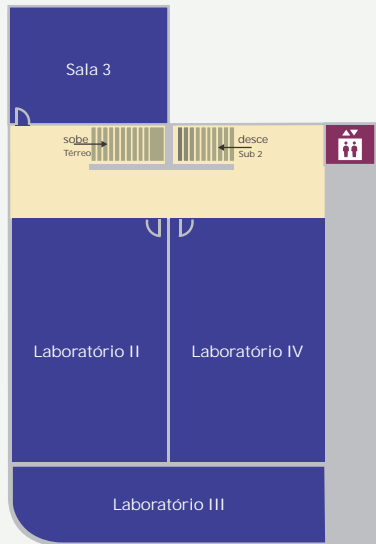 Sala 3
sobe
Térreo
desce
Sub 2
Laboratório II
Laboratório IV
Laboratório III